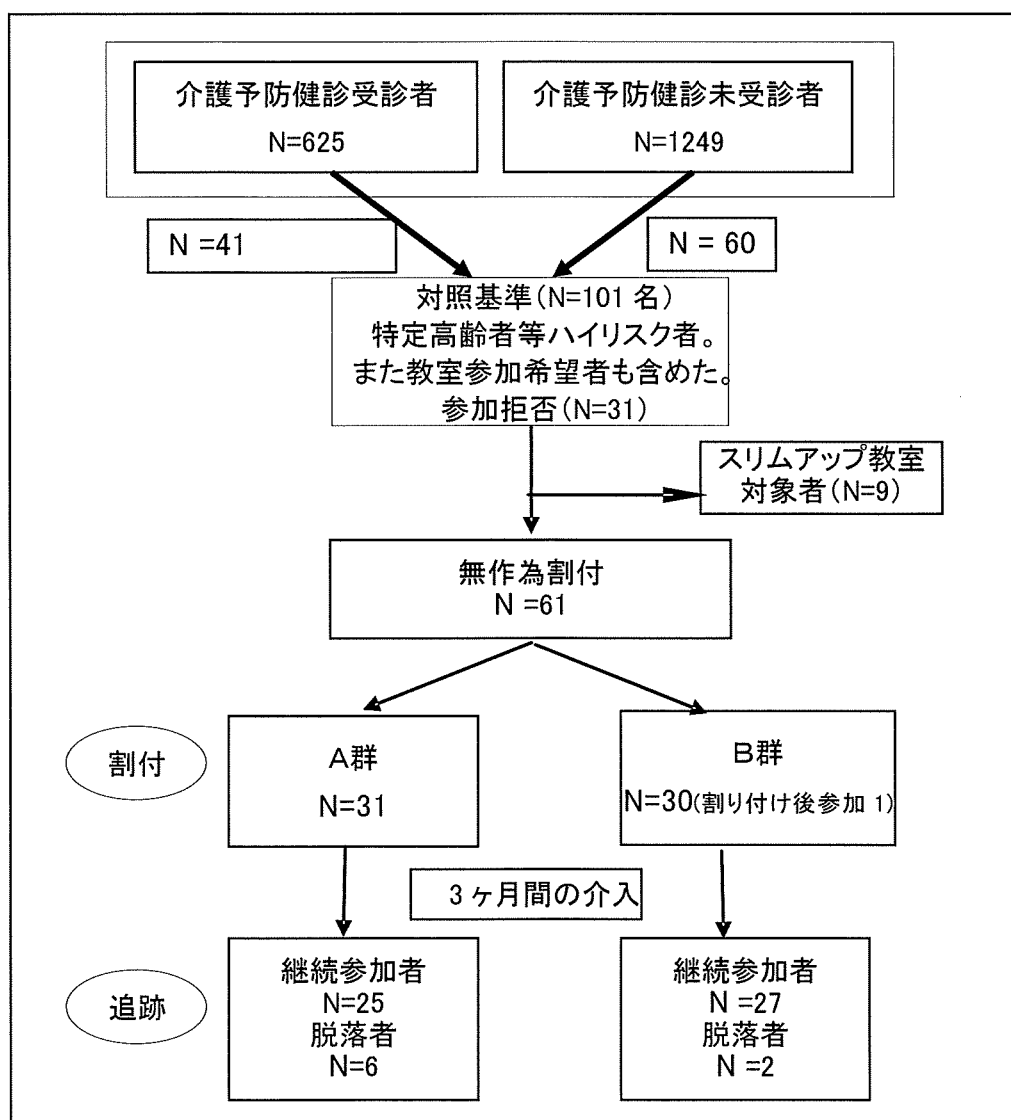 介護予防健診受診者
N=625
介護予防健診未受診者
N=1249
N =41
N = 60
対照基準(N=101 名)
特定高齢者等ハイリスク者。
また教室参加希望者も含めた。
参加拒否(N=31)
スリムアップ教室
対象者(N=9)
無作為割付
N =61
割付
A群
N=31
B群
N=30(割り付け後参加 1)
3ヶ月間の介入
追跡
継続参加者
N=25
脱落者
N=6
継続参加者
N =27
脱落者
N =2